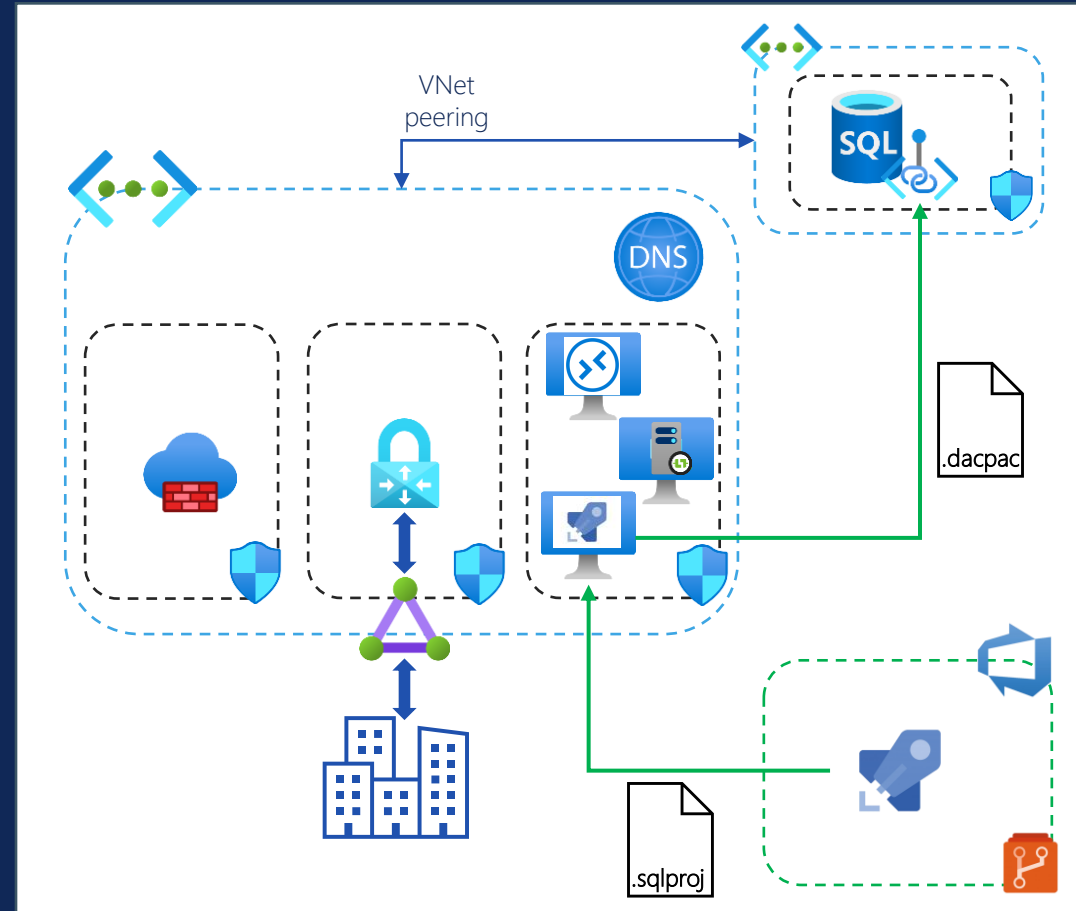 VNet
peering
SQL
DNS
.dacpac
.sqlproj